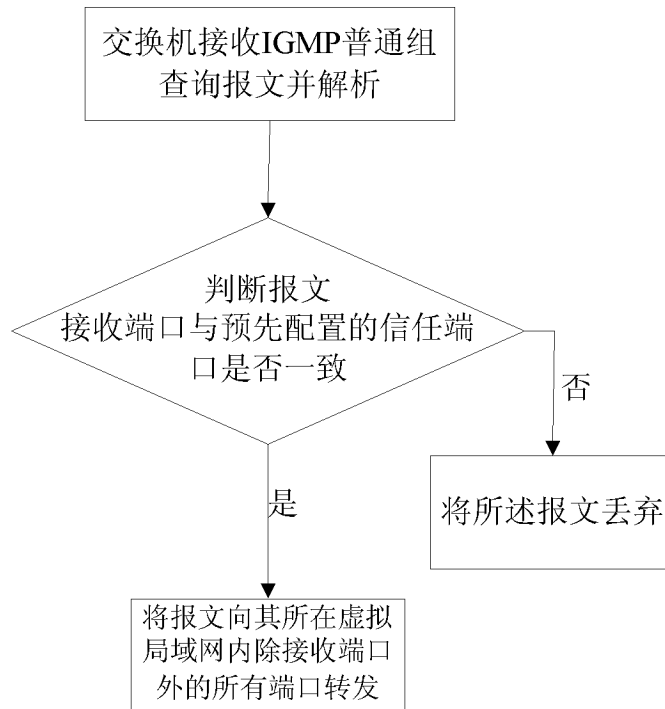 交换机接收IGMP普通组
查询报文并解析
判断报文
接收端口与预先配置的信任端
口是否一致
否
将所述报文丢弃
是
将报文向其所在虚拟
局域网内除接收端口
外的所有端口转发